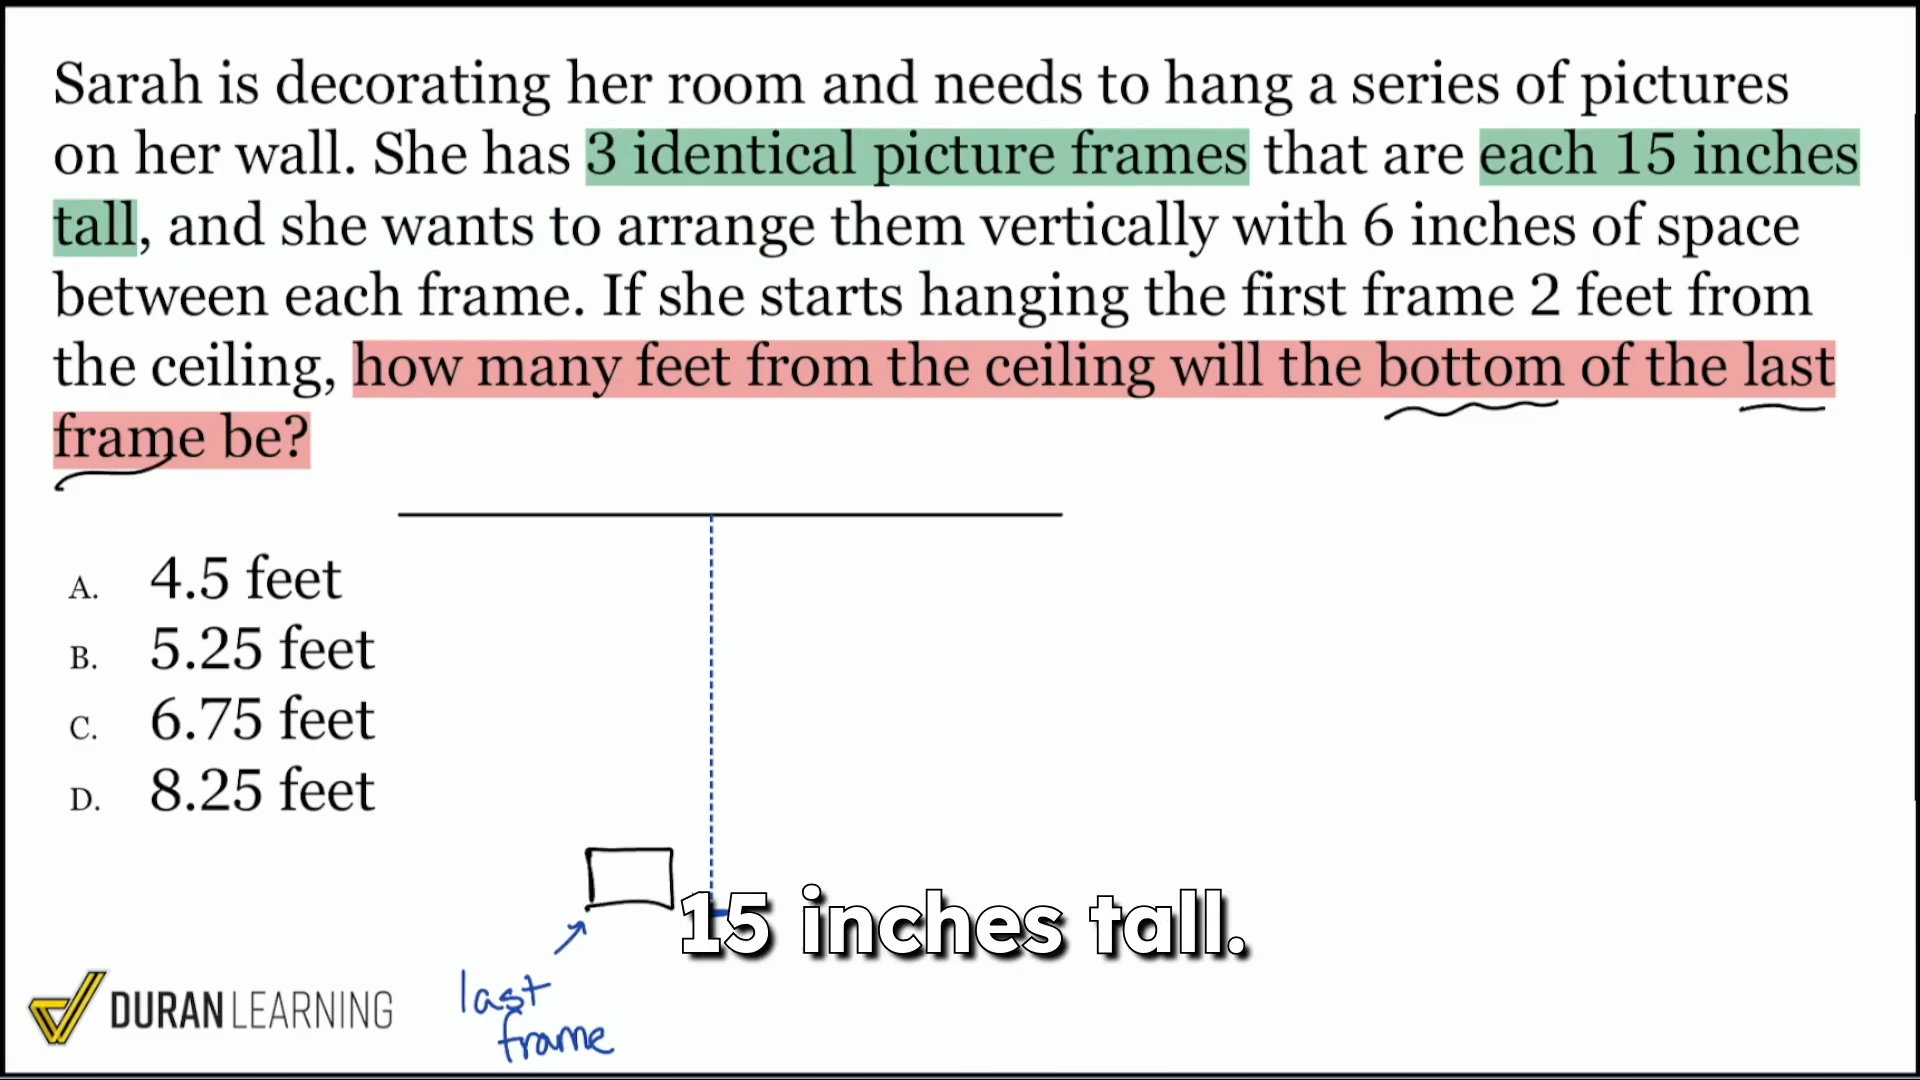 Sarah is decorating her room and needs to hang a series of pictures
on her wall. She has 3 identical picture frames that are each 15 inches
tall, and she wants to arrange them vertically with 6 inches of space
between each frame. If she starts hanging the first frame 2 feet from
the ceiling, how many feet from the ceiling will the bottom of the last
frame be?
A. 4.5 feet
B. 5.25 feet
C. 6.75 feet
D. 8.25 feet
15 inches tall.
last
frame
DURAN LEARNING